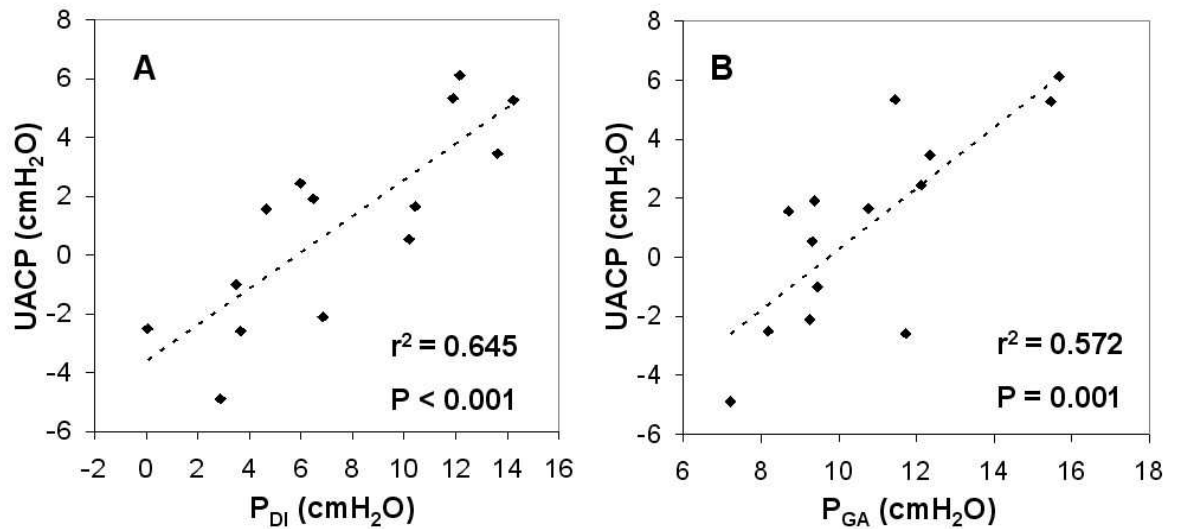 A
8
6
4
2
0
-2
-4
-6
UACP (cmH₂O)
-2 0 2 4 6 8 10 12 14 16
P_DI (cmH₂O)
r² = 0.645
P < 0.001
B
8
6
4
2
0
-2
-4
-6
UACP (cmH₂O)
6 8 10 12 14 16 18
P_GA (cmH₂O)
r² = 0.572
P = 0.001